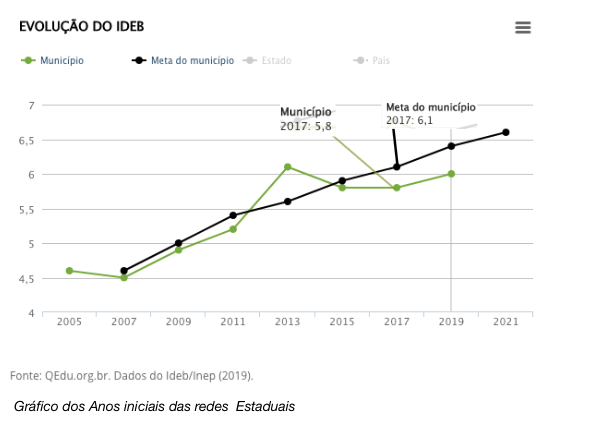 EVOLUÇÃO DO IDEB
Município Meta do município Estado País
Município
2017: 5,8
Meta do município
2017: 6,1
7
6,5
6
5,5
5
4,5
4
2005 2007 2009 2011 2013 2015 2017 2019 2021
Fonte: QEdu.org.br. Dados do Ideb/Inep (2019).
Gráfico dos Anos iniciais das redes Estaduais